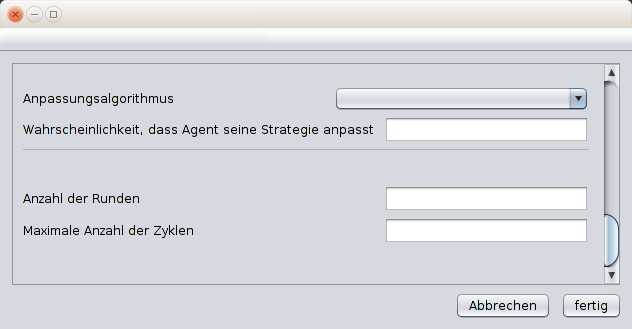 Anpassungsalgorithmus
Wahrscheinlichkeit, dass Agent seine Strategie anpasst
Anzahl der Runden
Maximale Anzahl der Zyklen
Abbrechen fertig